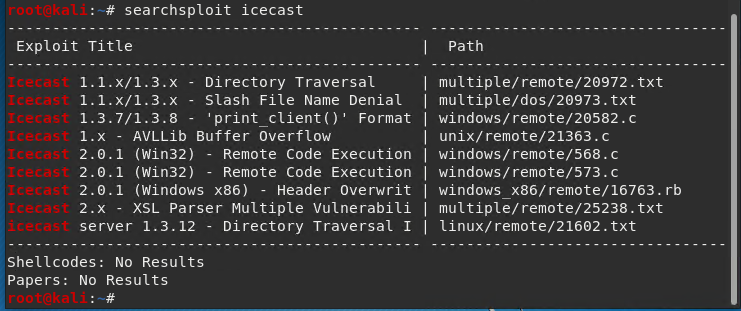 root@kali:~# searchsploit icecast
---------------------------------------------- ---------------------------------
 Exploit Title                                |  Path
---------------------------------------------- ---------------------------------
Icecast 1.1.x/1.3.x - Directory Traversal     | multiple/remote/20972.txt
Icecast 1.1.x/1.3.x - Slash File Name Denial  | multiple/dos/20973.txt
Icecast 1.3.7/1.3.8 - 'print_client()' Format | windows/remote/20582.c
Icecast 1.x - AVLLib Buffer Overflow          | unix/remote/21363.c
Icecast 2.0.1 (Win32) - Remote Code Execution | windows/remote/568.c
Icecast 2.0.1 (Win32) - Remote Code Execution | windows/remote/573.c
Icecast 2.0.1 (Windows x86) - Header Overwrit | windows_x86/remote/16763.rb
Icecast 2.x - XSL Parser Multiple Vulnerabili | multiple/remote/25238.txt
icecast server 1.3.12 - Directory Traversal I | linux/remote/21602.txt
---------------------------------------------- ---------------------------------
Shellcodes: No Results
Papers: No Results
root@kali:~#